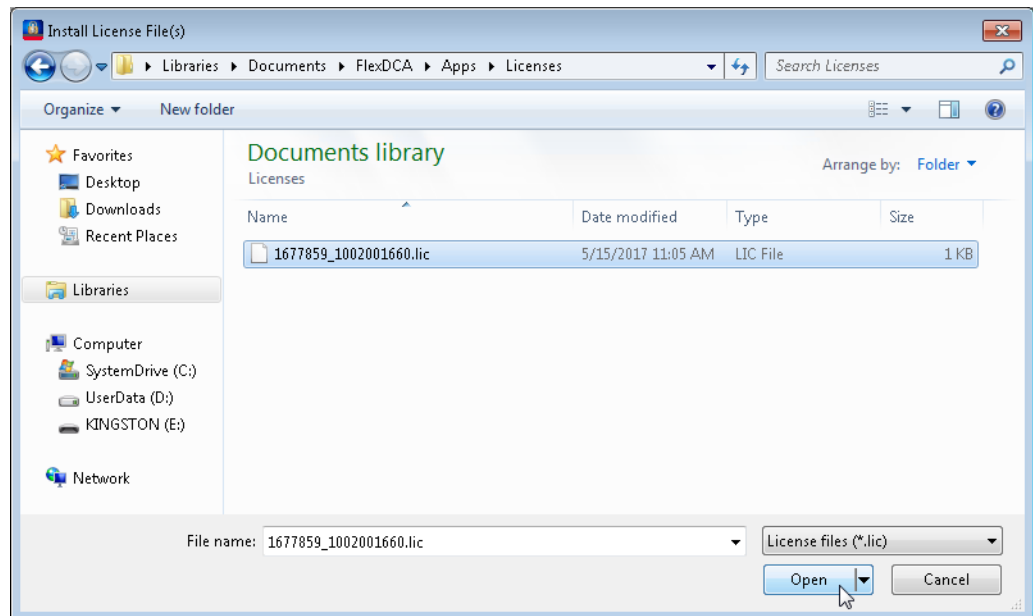 Install License File(s)
Libraries Documents FlexDCA Apps Licenses
Search Licenses
Organize New folder
Favorites
Desktop
Downloads
Recent Places
Libraries
Computer
SystemDrive (C:)
UserData (D:)
KINGSTON (E:)
Network
Documents library
Licenses
Arrange by: Folder
Name Date modified Type Size
1677859_1002001660.lic 5/15/2017 11:05 AM LIC File 1 KB
File name: 1677859_1002001660.lic License files (*.lic)
Open Cancel